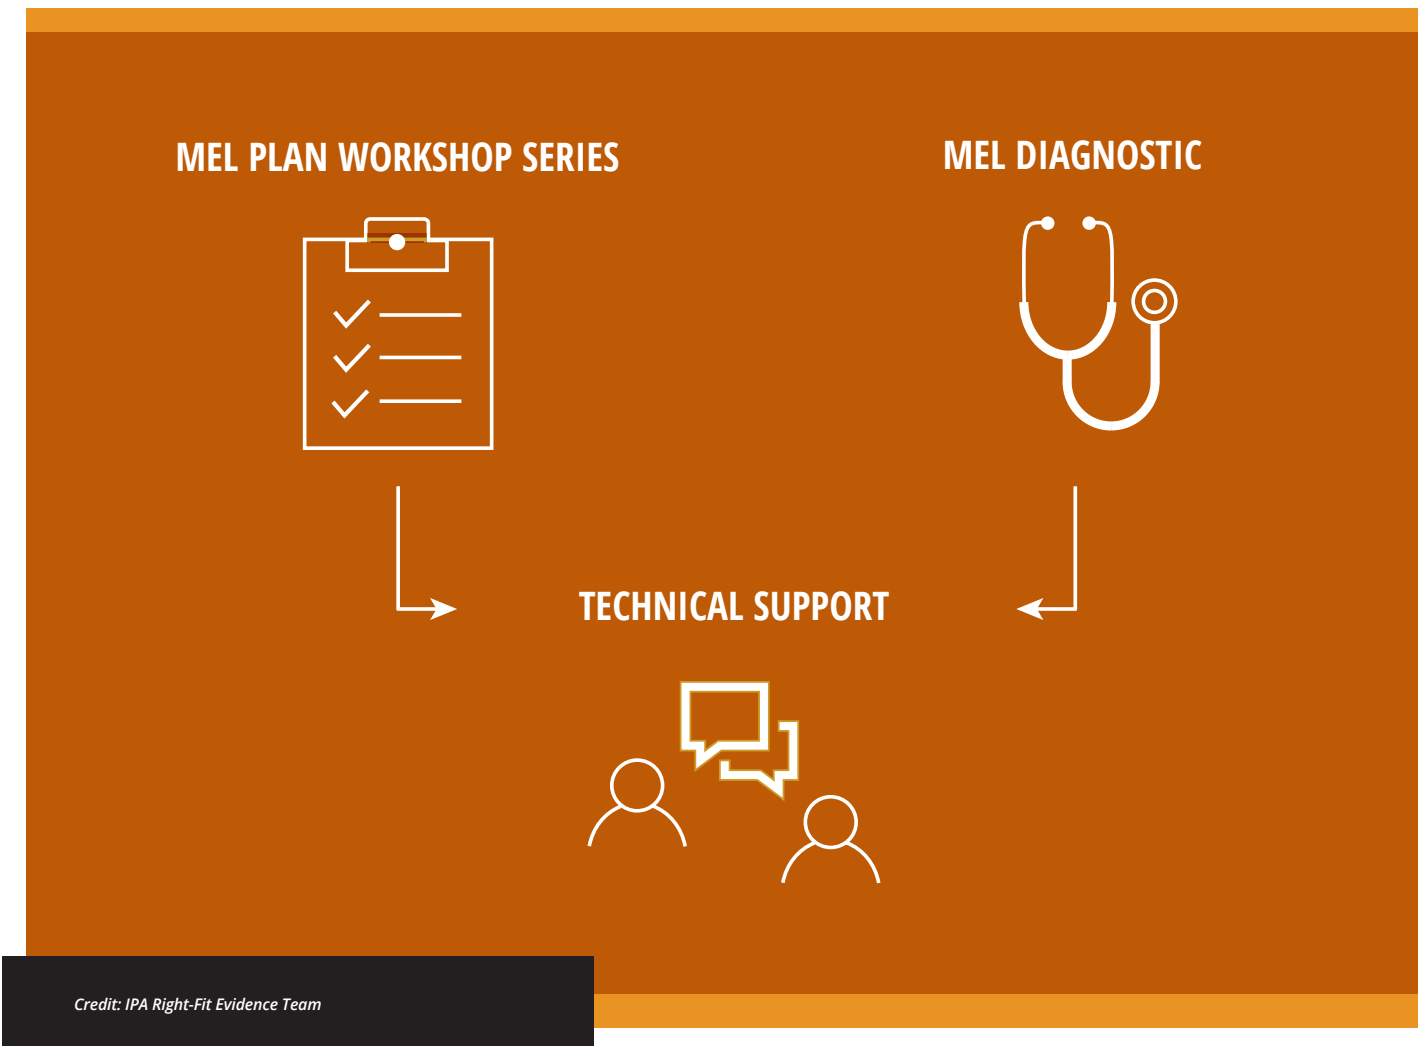 MEL PLAN WORKSHOP SERIES
MEL DIAGNOSTIC
TECHNICAL SUPPORT
Credit: IPA Right-Fit Evidence Team